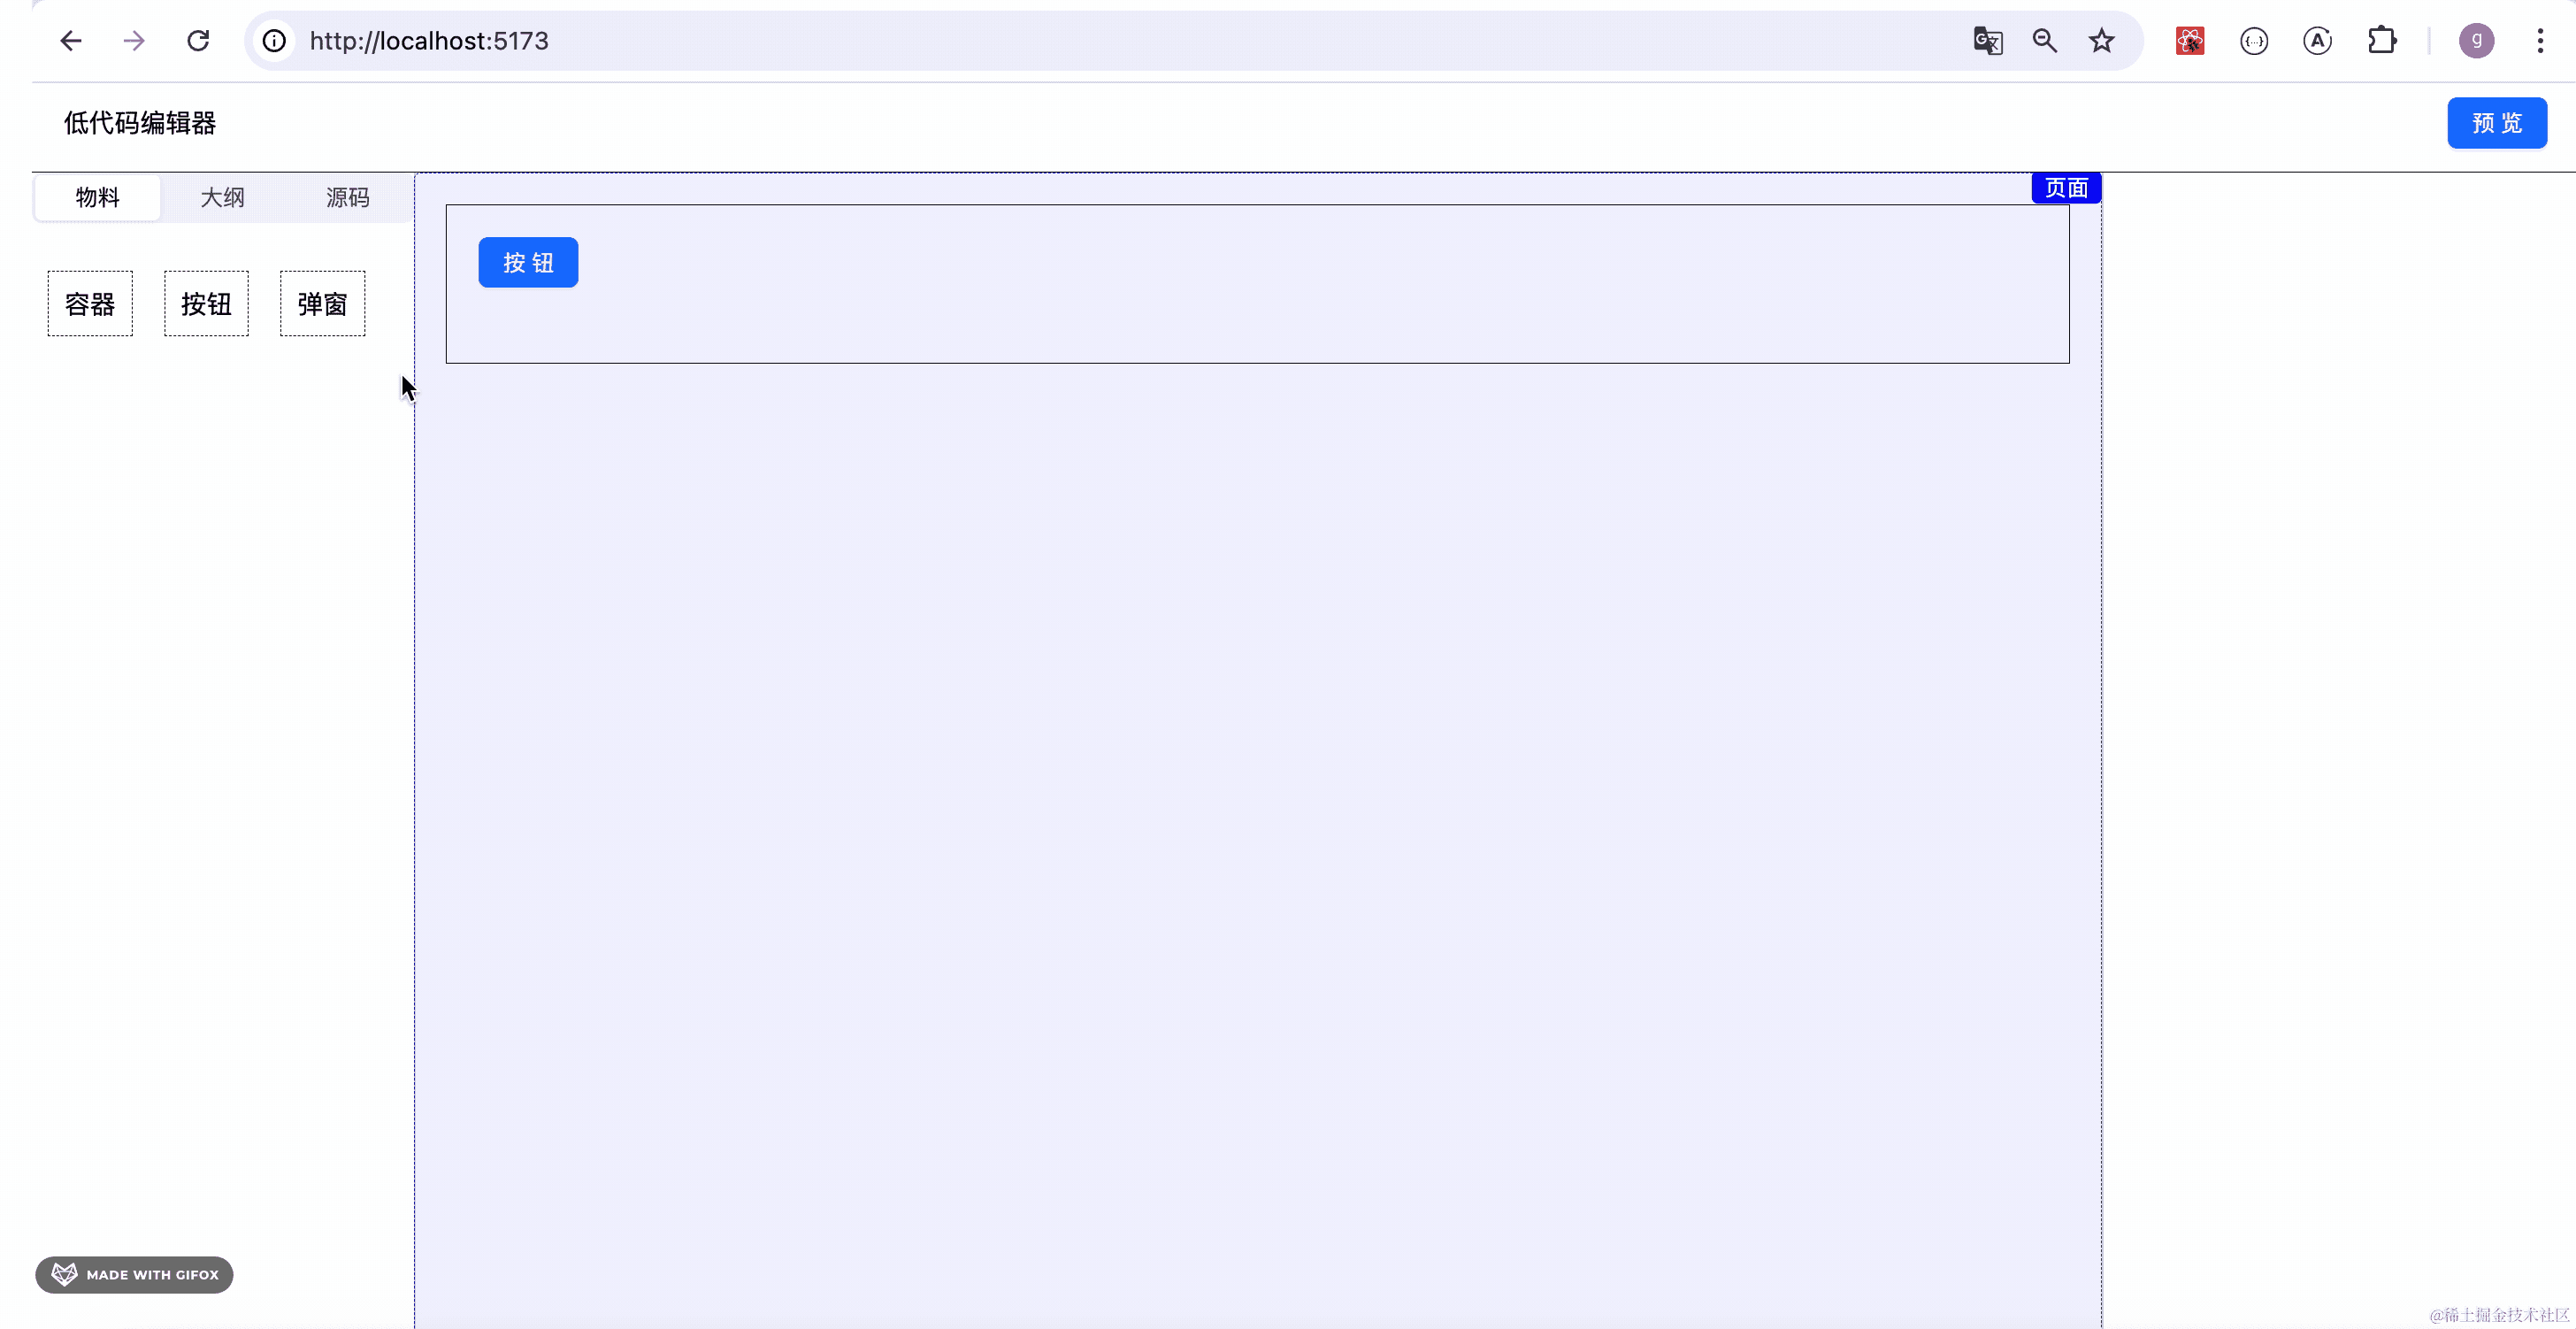 http://localhost:5173
g
低代码编辑器
预 览
物料 大纲 源码
页面
按 钮
容器 按钮 弹窗
MADE WITH GIFOX
@稀土掘金技术社区